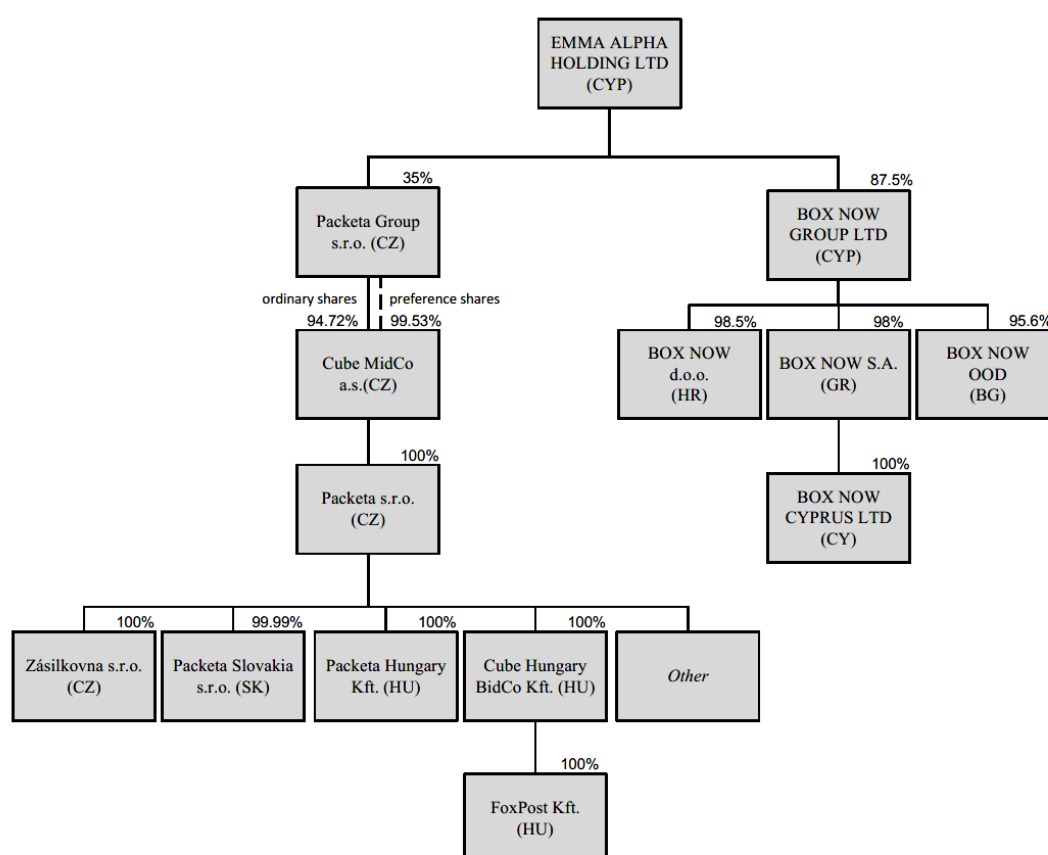 EMMA ALPHA
HOLDING LTD
(CYP)
35%
87.5%
Packeta Group
s.r.o. (CZ)
BOX NOW
GROUP LTD
(CYP)
ordinary shares
preference shares
94.72%
99.53%
98.5%
98%
95.6%
Cube MidCo
a.s.(CZ)
BOX NOW
d.o.o.
(HR)
BOX NOW S.A.
(GR)
BOX NOW
OOD
(BG)
100%
100%
Packeta s.r.o.
(CZ)
BOX NOW
CYPRUS LTD
(CY)
100%
99.99%
100%
100%
Zásilkovna s.r.o.
(CZ)
Packeta Slovakia
s.r.o. (SK)
Packeta Hungary
Kft. (HU)
Cube Hungary
BidCo Kft. (HU)
Other
100%
FoxPost Kft.
(HU)